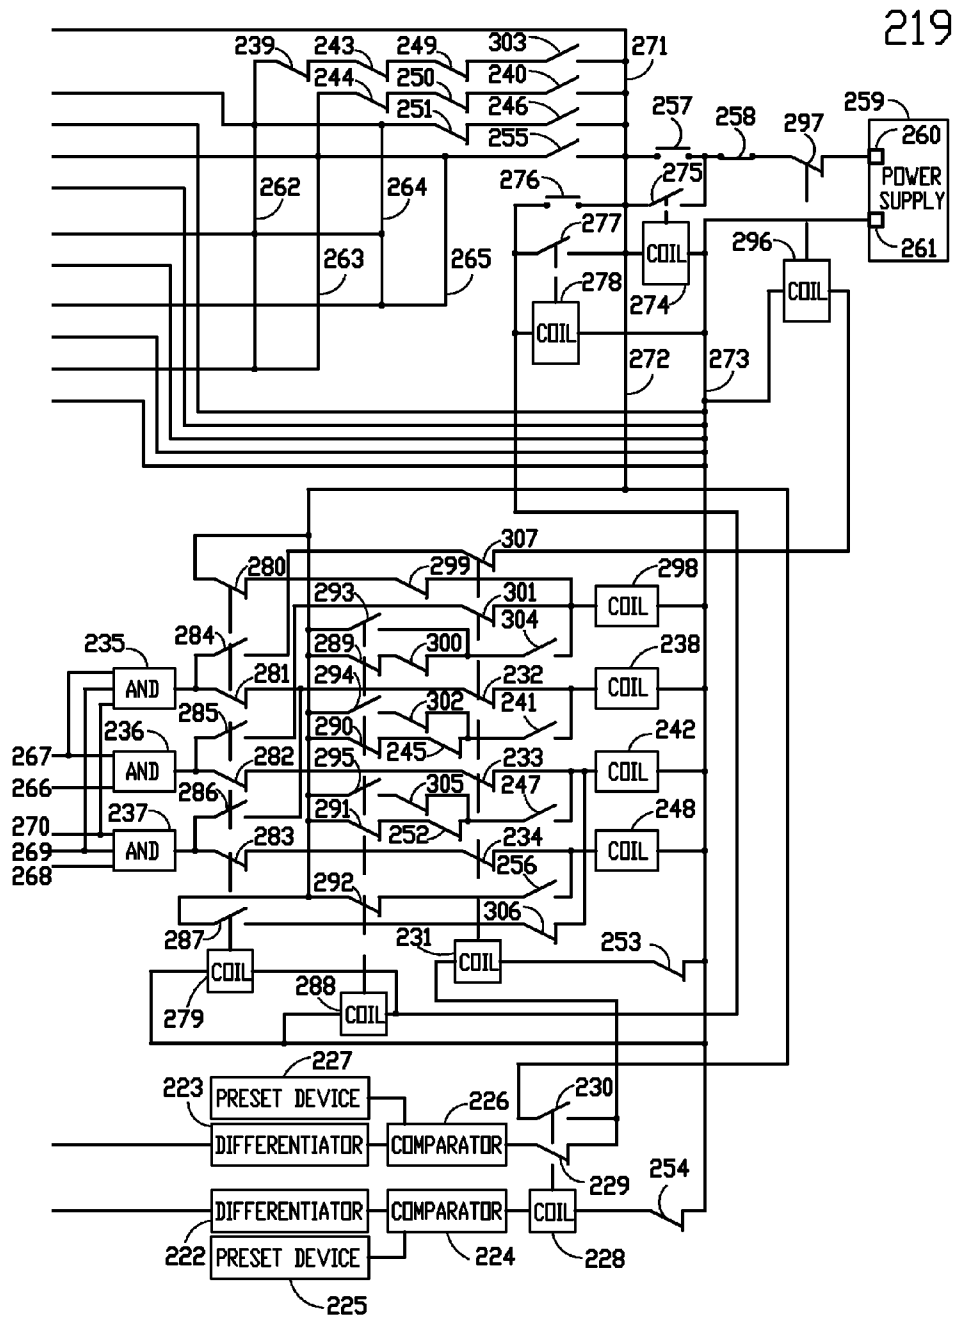 219
239 243 249 303 271
244 250 240
251 246 257 258 297 259
255 260
276 275 POWER
262 264 277 SUPPLY
263 265 COIL 296 261
278 274 COIL
COIL
272 273
307
280 299 298
293 301 COIL
284 304
235 289 300 238
AND 281 294 232 COIL
285 302 241
236 290 242
267 AND 282 245 233 COIL
266 295
286 305 247
237 291 248
270 283 252 234
269 AND COIL
268 256
292
287 306
231 253
COIL COIL
279 288
COIL
227
223 PRESET DEVICE 226 230
DIFFERENTIATOR COMPARATOR
229 254
DIFFERENTIATOR COMPARATOR COIL
222 PRESET DEVICE 224 228
225